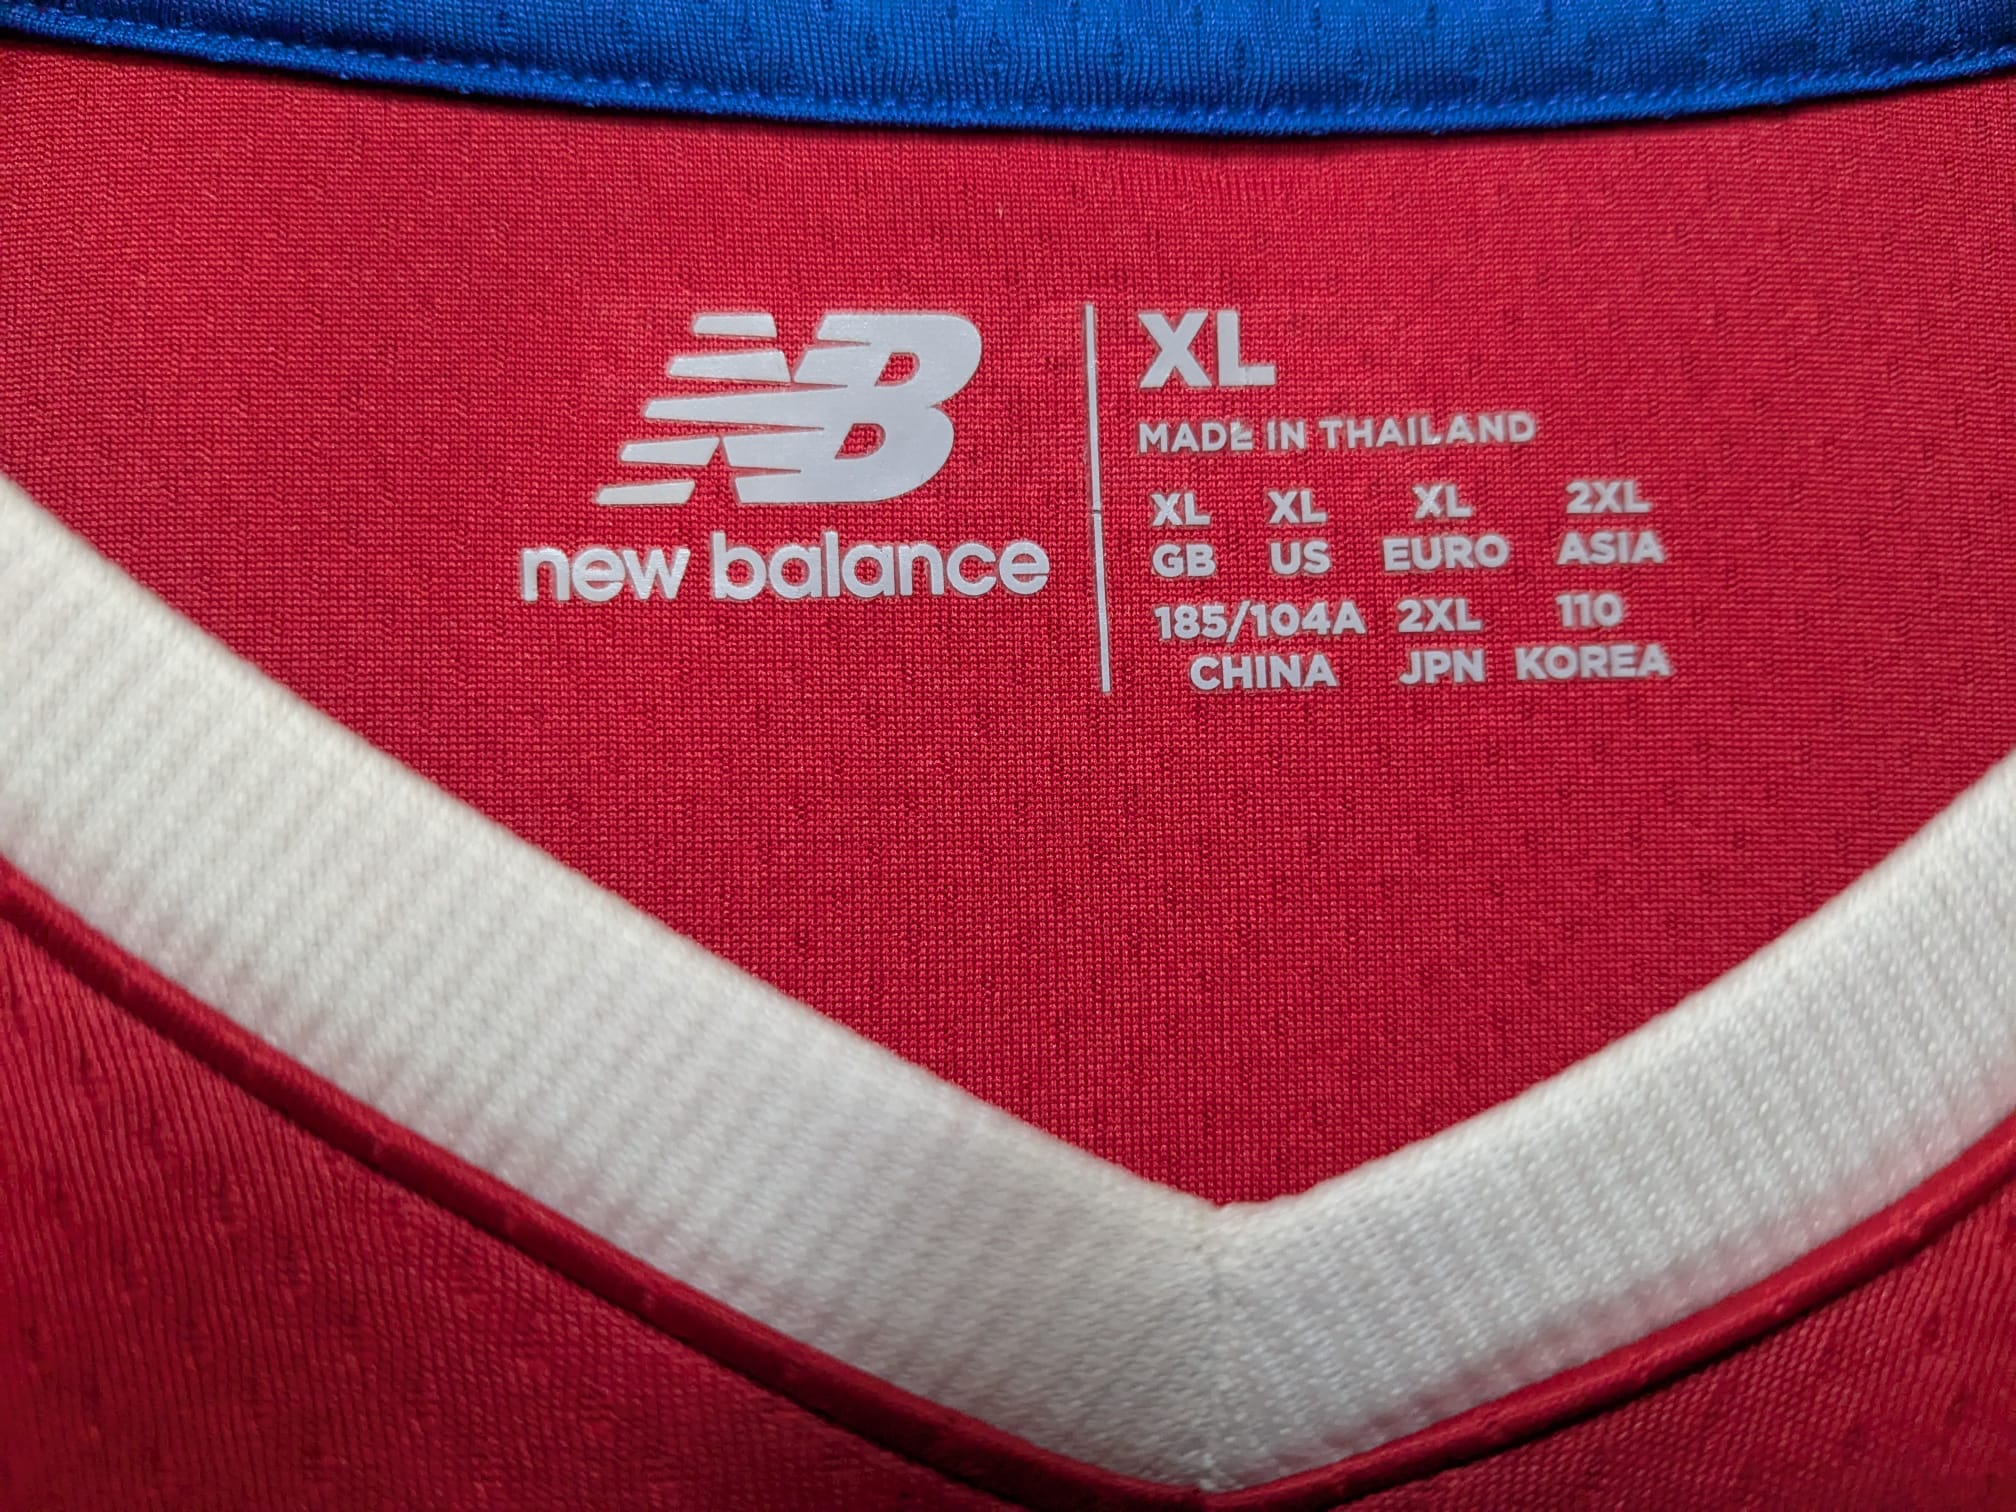 NB
new balance
XL
MADE IN THAILAND
XL XL XL 2XL
GB US EURO ASIA
185/104A 2XL 110
CHINA JPN KOREA